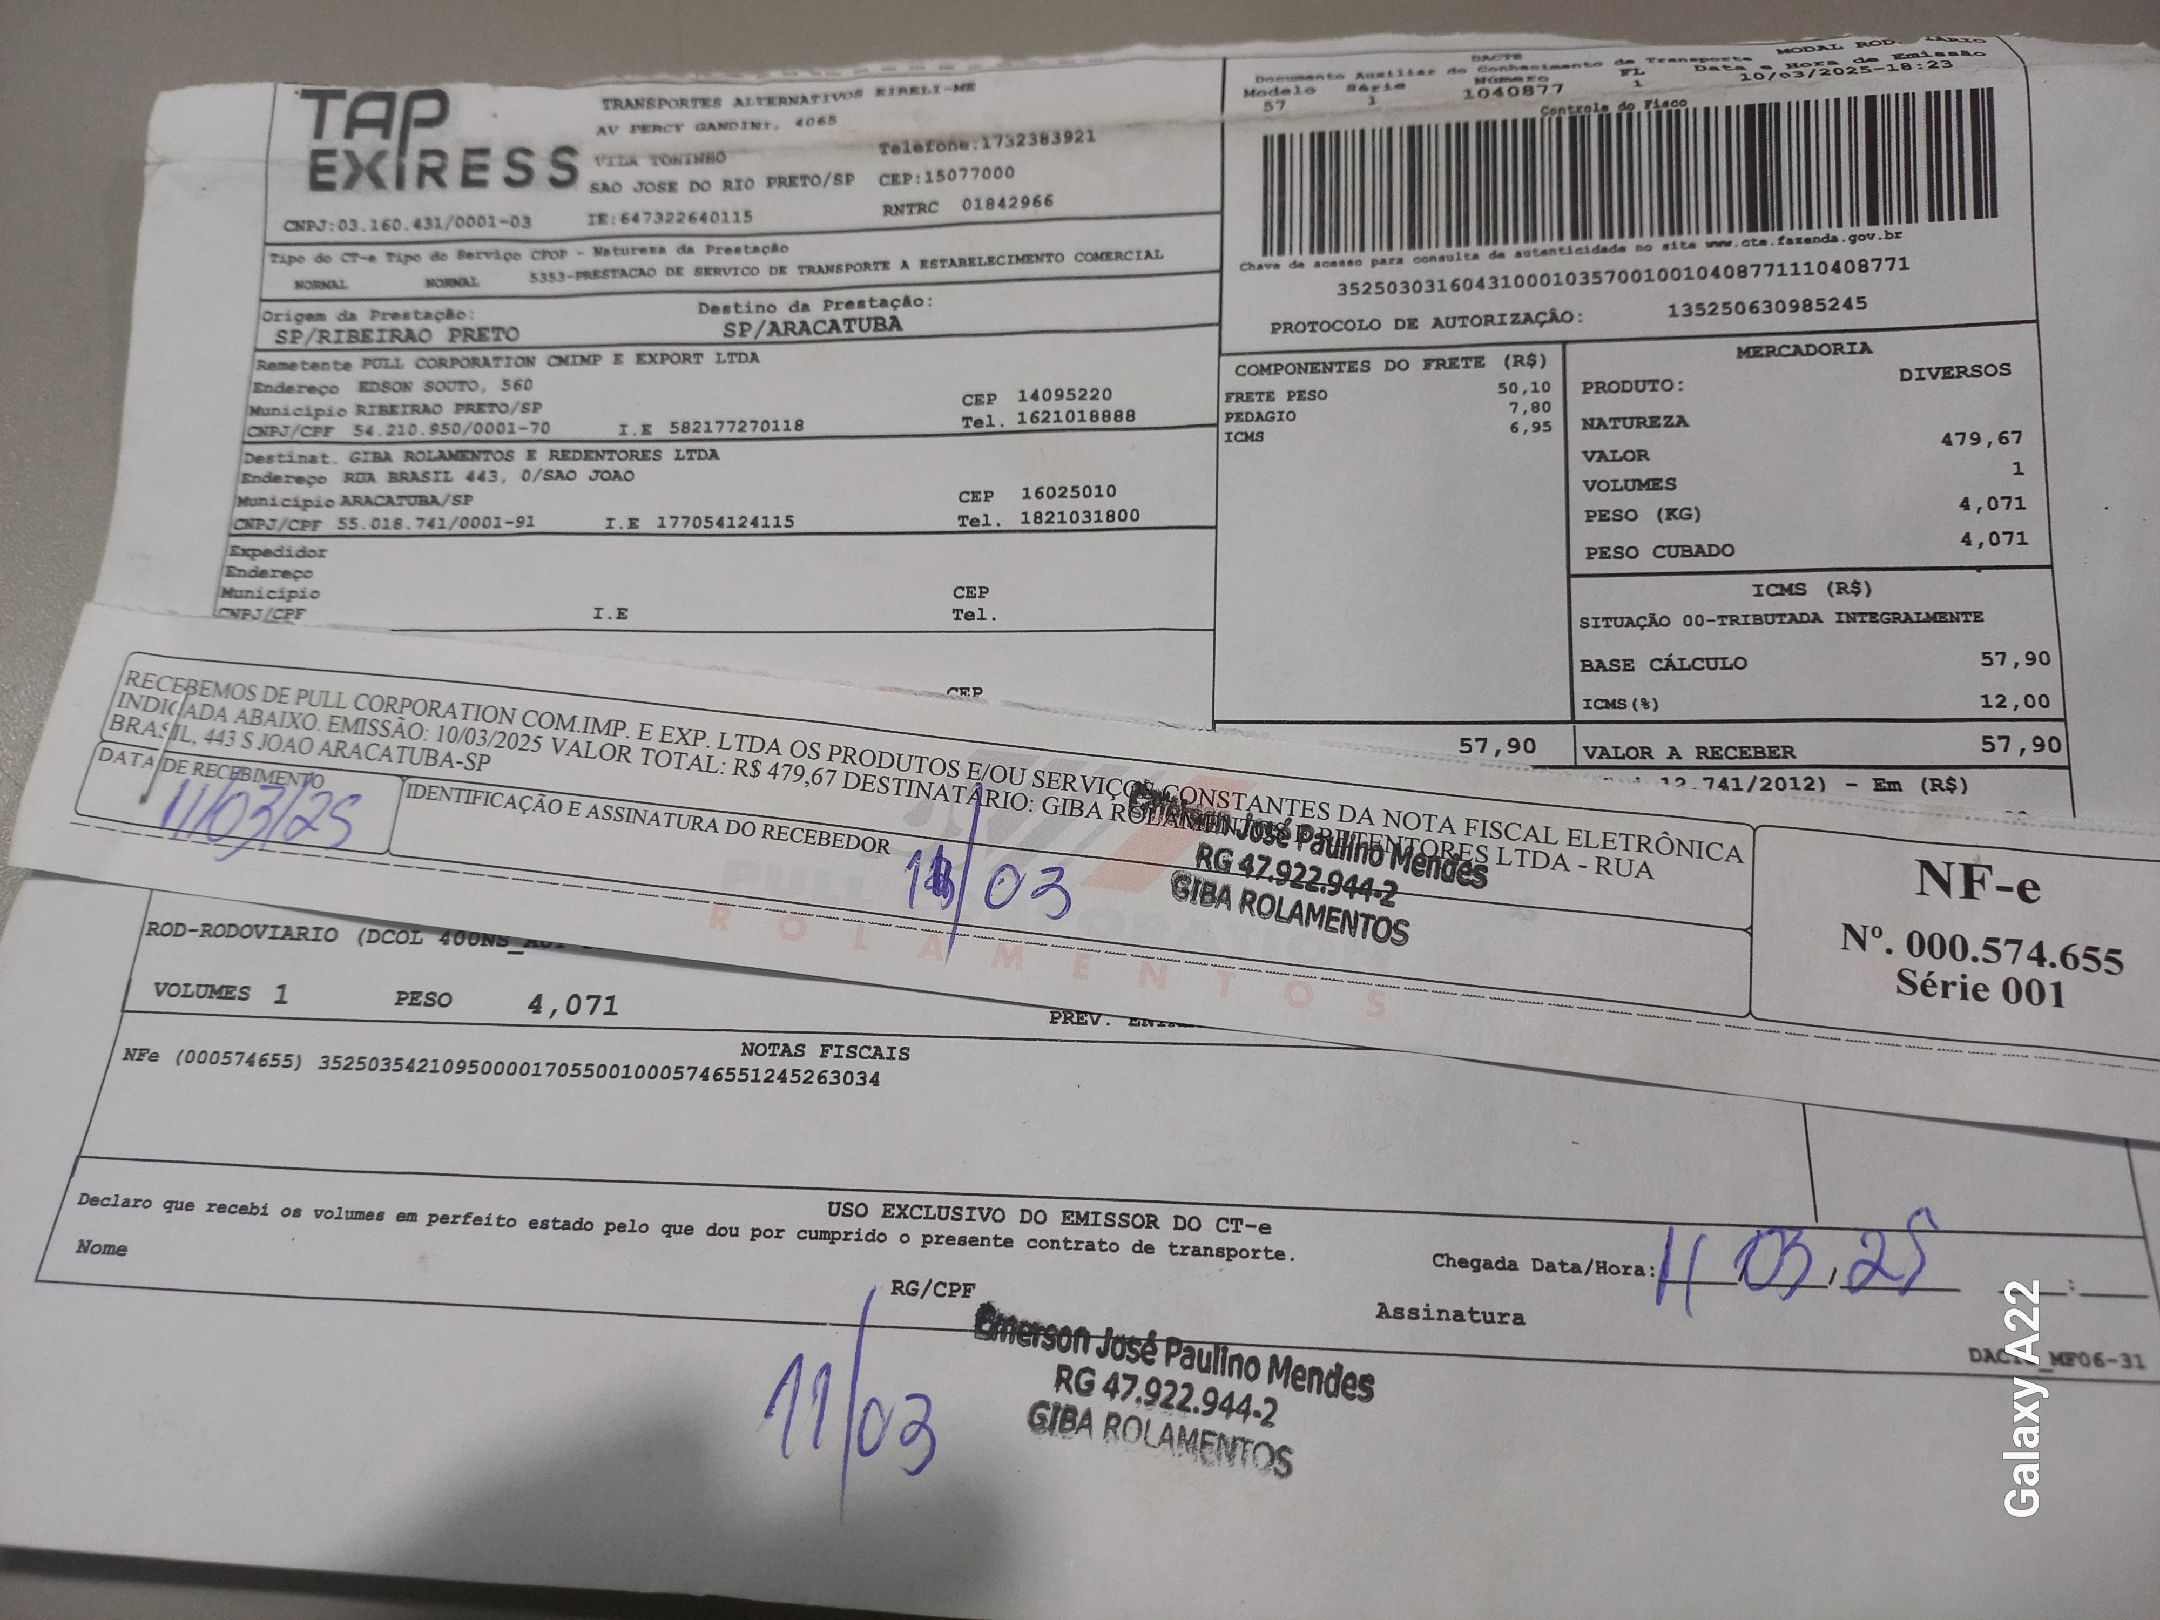 TAP
EXPRESS
TRANSPORTES ALTERNATIVOS EIRELI-ME
AV PERCY GANDINI, 4065
VILA TONINHO
Telefone.1732383921
SAO JOSE DO RIO PRETO/SP CEP:15077000
CNPJ:03.160.431/0001-03 IE:647322640115 RNTRC 01842966
Tipo do CT-e Tipo do Serviço CFOP - Natureza da Prestação
NORMAL NORMAL 5353-PRESTACAO DE SERVICO DE TRANSPORTE A ESTABELECIMENTO COMERCIAL
Origem da Prestação: Destino da Prestação:
SP/RIBEIRAO PRETO SP/ARACATUBA
Remetente PULL CORPORATION CMIMP E EXPORT LTDA
Endereço EDSON SOUTO, 560
Município RIBEIRAO PRETO/SP CEP 14095220
CNPJ/CPF 54.210.950/0001-70 I.E 582177270118 Tel. 1621018888
Destinat. GIBA ROLAMENTOS E REDENTORES LTDA
Endereço RUA BRASIL 443, 0/SAO JOAO
Município ARACATUBA/SP CEP 16025010
CNPJ/CPF 55.018.741/0001-91 I.E 177054124115 Tel. 1821031800
Expedidor
Endereço
Município CEP
CNPJ/CPF I.E Tel.
CEP
DACTE MODAL
Documento Auxiliar do Conhecimento de Transporte
Modelo Série Número FL Data e Hora de Emissão
57 1 1040877 1 10/03/2025-18:23
Controle do Fisco
Chave de acesso para consulta de autenticidade no site www.cte.fazenda.gov.br
35250303160431000103570010010408771110408771
PROTOCOLO DE AUTORIZAÇÃO: 135250630985245
COMPONENTES DO FRETE (R$)
FRETE PESO 50,10
PEDAGIO 7,80
ICMS 6,95
57,90
MERCADORIA
PRODUTO: DIVERSOS
NATUREZA
VALOR 479,67
VOLUMES 1
PESO (KG) 4,071
PESO CUBADO 4,071
ICMS (R$)
SITUAÇÃO 00-TRIBUTADA INTEGRALMENTE
BASE CÁLCULO 57,90
ICMS(%) 12,00
VALOR A RECEBER 57,90
12.741/2012) - Em (R$)
RECEBEMOS DE PULL CORPORATION COM.IMP. E EXP. LTDA OS PRODUTOS E/OU SERVIÇOS CONSTANTES DA NOTA FISCAL ELETRÔNICA
INDICADA ABAIXO. EMISSÃO: 10/03/2025 VALOR TOTAL: R$ 479,67 DESTINATÁRIO: GIBA ROLAMENTOS E RETENTORES LTDA - RUA
BRASIL, 443 S JOAO ARACATUBA-SP
DATA DE RECEBIMENTO
11/03/25
IDENTIFICAÇÃO E ASSINATURA DO RECEBEDOR
11/03
Emerson José Paulino Mendes
RG 47.922.944-2
GIBA ROLAMENTOS
PULL
ROLAMENTOS
NF-e
Nº. 000.574.655
Série 001
ROD-RODOVIARIO (DCOL
VOLUMES 1 PESO 4,071
PREV.
NOTAS FISCAIS
NFe (000574655) 35250354210950000170550010005746551245263034
USO EXCLUSIVO DO EMISSOR DO CT-e
Declaro que recebi os volumes em perfeito estado pelo que dou por cumprido o presente contrato de transporte.
Nome RG/CPF Assinatura
Chegada Data/Hora: 11/03/25 :
11/03
Emerson José Paulino Mendes
RG 47.922.944-2
GIBA ROLAMENTOS
MF06-31
Galaxy A22